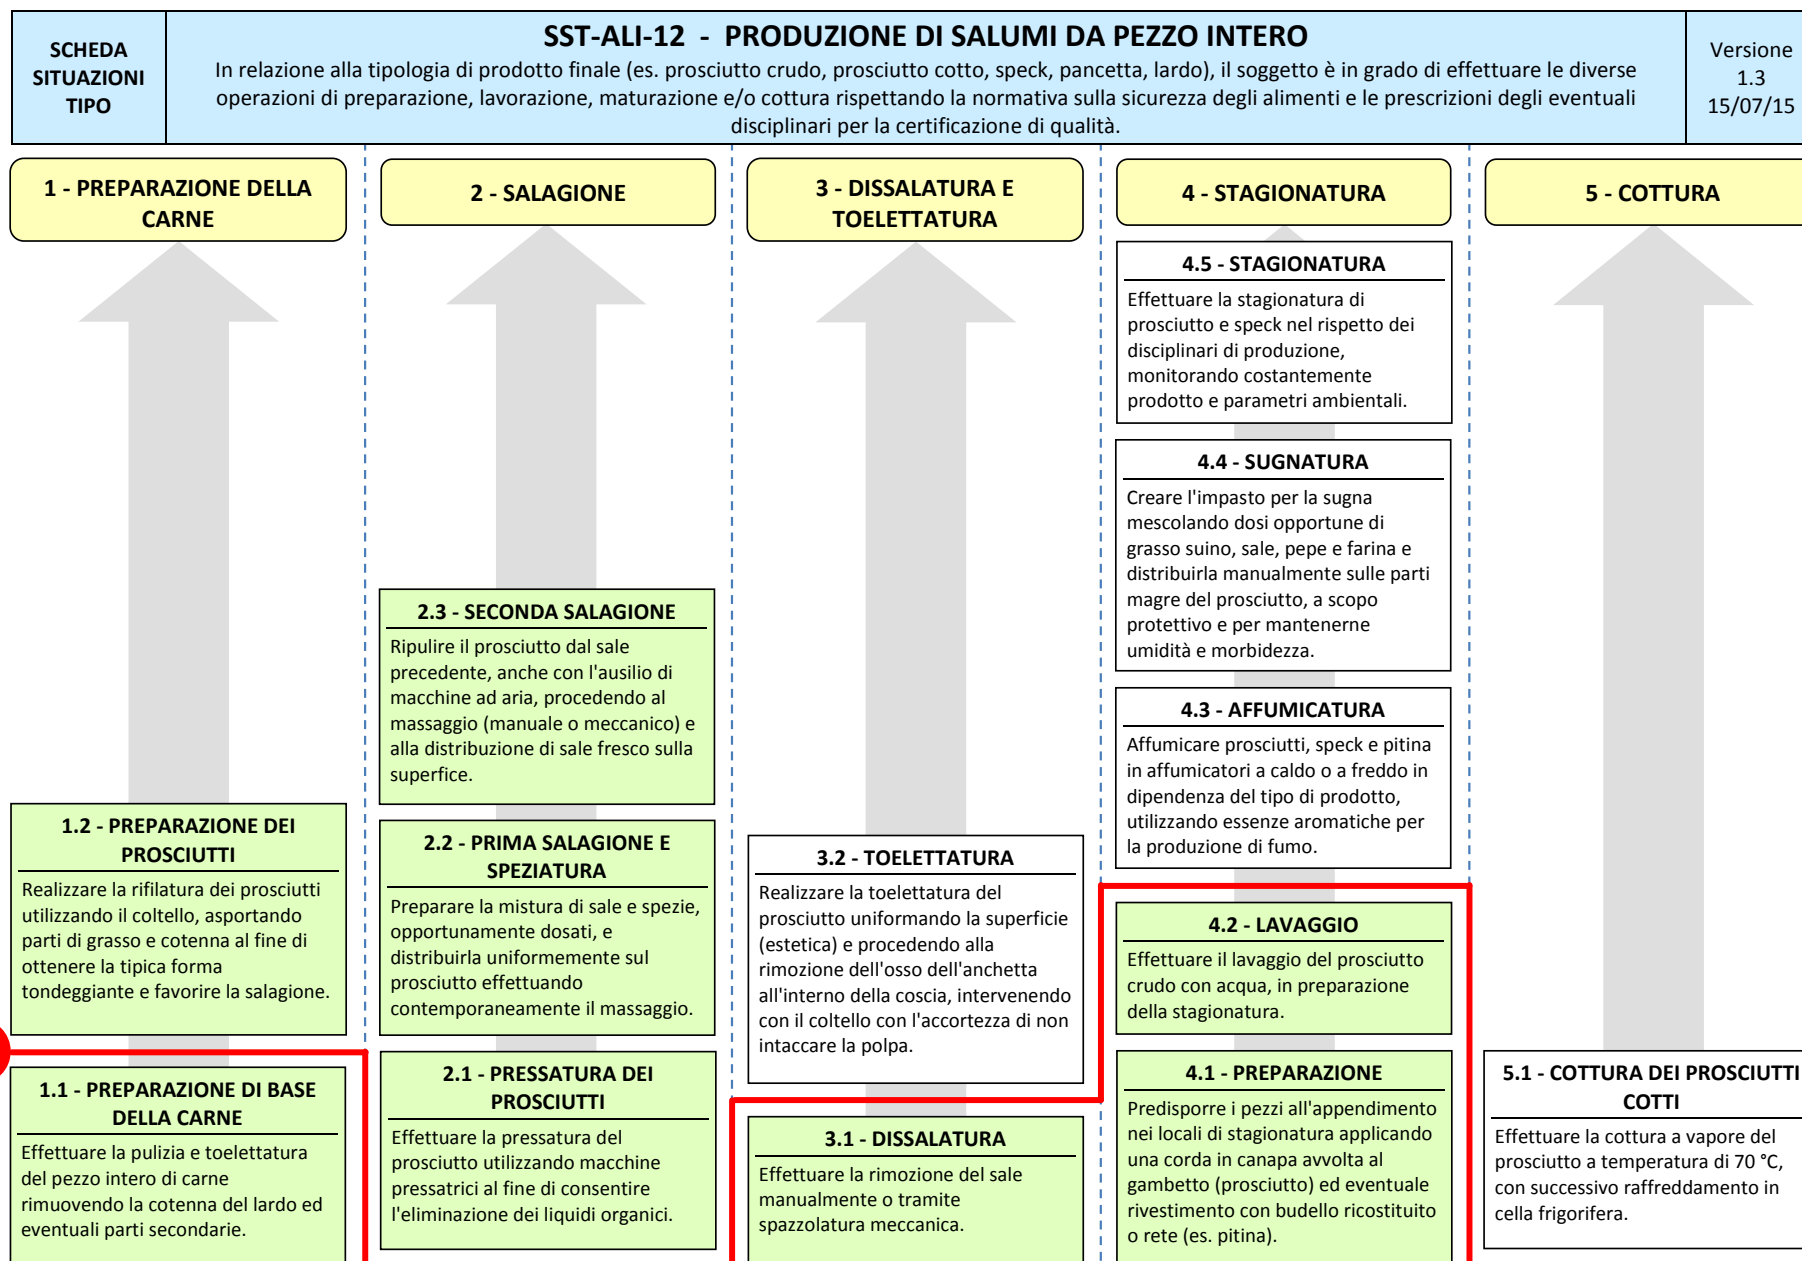 SCHEDA
SITUAZIONI
TIPO
SST-ALI-12 - PRODUZIONE DI SALUMI DA PEZZO INTERO
In relazione alla tipologia di prodotto finale (es. prosciutto crudo, prosciutto cotto, speck, pancetta, lardo), il soggetto è in grado di effettuare le diverse
operazioni di preparazione, lavorazione, maturazione e/o cottura rispettando la normativa sulla sicurezza degli alimenti e le prescrizioni degli eventuali
disciplinari per la certificazione di qualità.
Versione
1.3
15/07/15
1 - PREPARAZIONE DELLA
CARNE
1.2 - PREPARAZIONE DEI
PROSCIUTTI
Realizzare la rifilatura dei prosciutti
utilizzando il coltello, asportando
parti di grasso e cotenna al fine di
ottenere la tipica forma
tondeggiante e favorire la salagione.
1.1 - PREPARAZIONE DI BASE
DELLA CARNE
Effettuare la pulizia e toelettatura
del pezzo intero di carne
rimuovendo la cotenna del lardo ed
eventuali parti secondarie.
2 - SALAGIONE
2.3 - SECONDA SALAGIONE
Ripulire il prosciutto dal sale
precedente, anche con l'ausilio di
macchine ad aria, procedendo al
massaggio (manuale o meccanico) e
alla distribuzione di sale fresco sulla
superfice.
2.2 - PRIMA SALAGIONE E
SPEZIATURA
Preparare la mistura di sale e spezie,
opportunamente dosati, e
distribuirla uniformemente sul
prosciutto effettuando
contemporaneamente il massaggio.
2.1 - PRESSATURA DEI
PROSCIUTTI
Effettuare la pressatura del
prosciutto utilizzando macchine
pressatrici al fine di consentire
l'eliminazione dei liquidi organici.
3 - DISSALATURA E
TOELETTATURA
3.2 - TOELETTATURA
Realizzare la toelettatura del
prosciutto uniformando la superficie
(estetica) e procedendo alla
rimozione dell'osso dell'anchetta
all'interno della coscia, intervenendo
con il coltello con l'accortezza di non
intaccare la polpa.
3.1 - DISSALATURA
Effettuare la rimozione del sale
manualmente o tramite
spazzolatura meccanica.
4 - STAGIONATURA
4.5 - STAGIONATURA
Effettuare la stagionatura di
prosciutto e speck nel rispetto dei
disciplinari di produzione,
monitorando costantemente
prodotto e parametri ambientali.
4.4 - SUGNATURA
Creare l'impasto per la sugna
mescolando dosi opportune di
grasso suino, sale, pepe e farina e
distribuirla manualmente sulle parti
magre del prosciutto, a scopo
protettivo e per mantenerne
umidità e morbidezza.
4.3 - AFFUMICATURA
Affumicare prosciutti, speck e pitina
in affumicatori a caldo o a freddo in
dipendenza del tipo di prodotto,
utilizzando essenze aromatiche per
la produzione di fumo.
4.2 - LAVAGGIO
Effettuare il lavaggio del prosciutto
crudo con acqua, in preparazione
della stagionatura.
4.1 - PREPARAZIONE
Predisporre i pezzi all'appendimento
nei locali di stagionatura applicando
una corda in canapa avvolta al
gambetto (prosciutto) ed eventuale
rivestimento con budello ricostituito
o rete (es. pitina).
5 - COTTURA
5.1 - COTTURA DEI PROSCIUTTI
COTTI
Effettuare la cottura a vapore del
prosciutto a temperatura di 70 °C,
con successivo raffreddamento in
cella frigorifera.